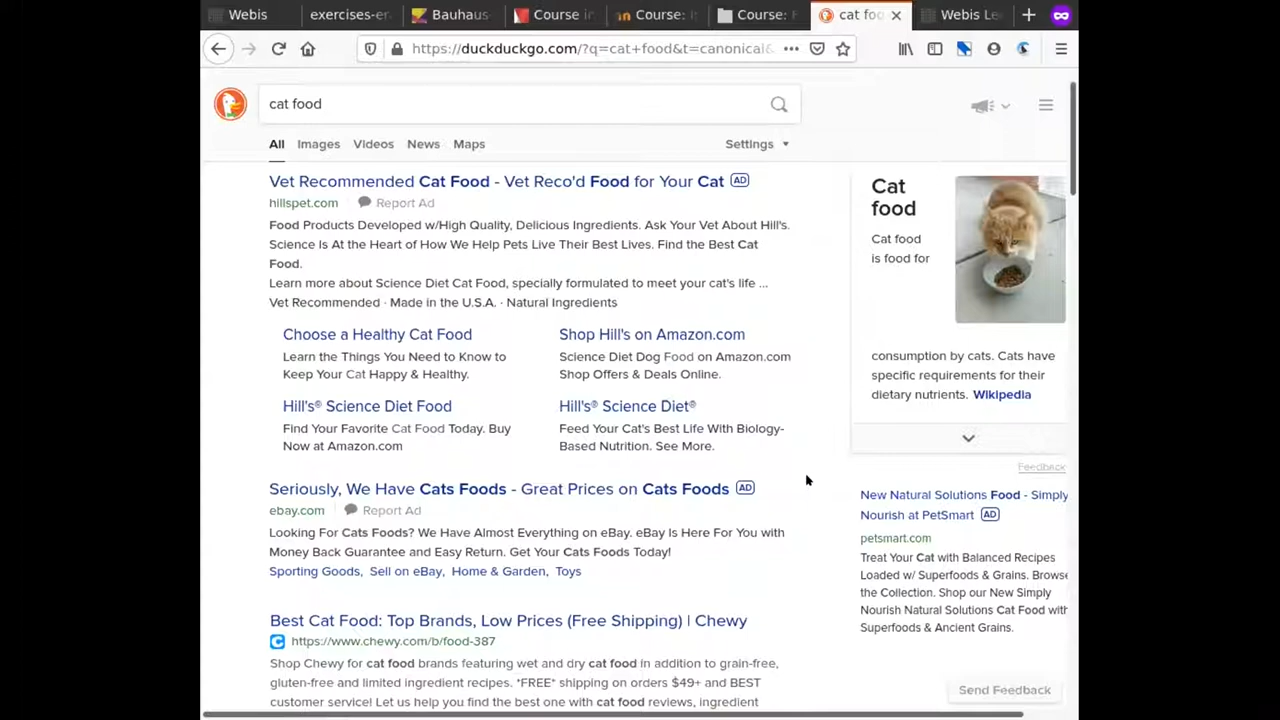 Webis
exercises-en
Bauhaus-
Course in
Course: I
Course: F
cat foo
Webis Le
https://duckduckgo.com/?q=cat+food&t=canonical&
cat food
All Images Videos News Maps Settings
Vet Recommended Cat Food - Vet Reco'd Food for Your Cat AD
hillspet.com Report Ad
Food Products Developed w/High Quality, Delicious Ingredients. Ask Your Vet About Hill's.
Science Is At the Heart of How We Help Pets Live Their Best Lives. Find the Best Cat
Food.
Learn more about Science Diet Cat Food, specially formulated to meet your cat's life ...
Vet Recommended · Made in the U.S.A. · Natural Ingredients
Choose a Healthy Cat Food
Learn the Things You Need to Know to
Keep Your Cat Happy & Healthy.
Shop Hill's on Amazon.com
Science Diet Dog Food on Amazon.com
Shop Offers & Deals Online.
Hill's® Science Diet Food
Find Your Favorite Cat Food Today. Buy
Now at Amazon.com
Hill's® Science Diet®
Feed Your Cat's Best Life With Biology-
Based Nutrition. See More.
Seriously, We Have Cats Foods - Great Prices on Cats Foods AD
ebay.com Report Ad
Looking For Cats Foods? We Have Almost Everything on eBay. eBay Is Here For You with
Money Back Guarantee and Easy Return. Get Your Cats Foods Today!
Sporting Goods, Sell on eBay, Home & Garden, Toys
Best Cat Food: Top Brands, Low Prices (Free Shipping) | Chewy
https://www.chewy.com/b/food-387
Shop Chewy for cat food brands featuring wet and dry cat food in addition to grain-free,
gluten-free and limited ingredient recipes. *FREE* shipping on orders $49+ and BEST
customer service! Let us help you find the best one with cat food reviews, ingredient
Cat
food
Cat food
is food for
consumption by cats. Cats have
specific requirements for their
dietary nutrients. Wikipedia
Feedback
New Natural Solutions Food - Simply
Nourish at PetSmart AD
petsmart.com
Treat Your Cat with Balanced Recipes
Loaded w/ Superfoods & Grains. Browse
the Collection. Shop our New Simply
Nourish Natural Solutions Cat Food with
Superfoods & Ancient Grains.
Send Feedback